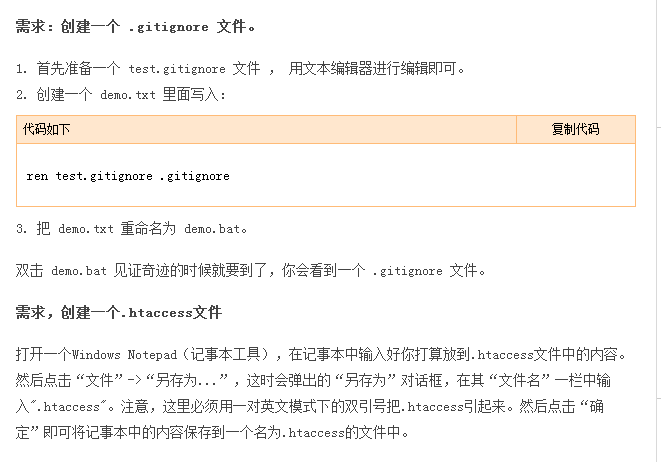 需求：创建一个 .gitignore 文件。
1. 首先准备一个 test.gitignore 文件 ， 用文本编辑器进行编辑即可。
2. 创建一个 demo.txt 里面写入：
代码如下 复制代码
ren test.gitignore .gitignore
3. 把 demo.txt 重命名为 demo.bat。
双击 demo.bat 见证奇迹的时候就要到了，你会看到一个 .gitignore 文件。
需求，创建一个.htaccess文件
打开一个Windows Notepad（记事本工具），在记事本中输入好你打算放到.htaccess文件中的内容。
然后点击“文件”->“另存为...”，这时会弹出的“另存为”对话框，在其“文件名”一栏中输
入".htaccess"。注意，这里必须用一对英文模式下的双引号把.htaccess引起来。然后点击“确
定”即可将记事本中的内容保存到一个名为.htaccess的文件中。